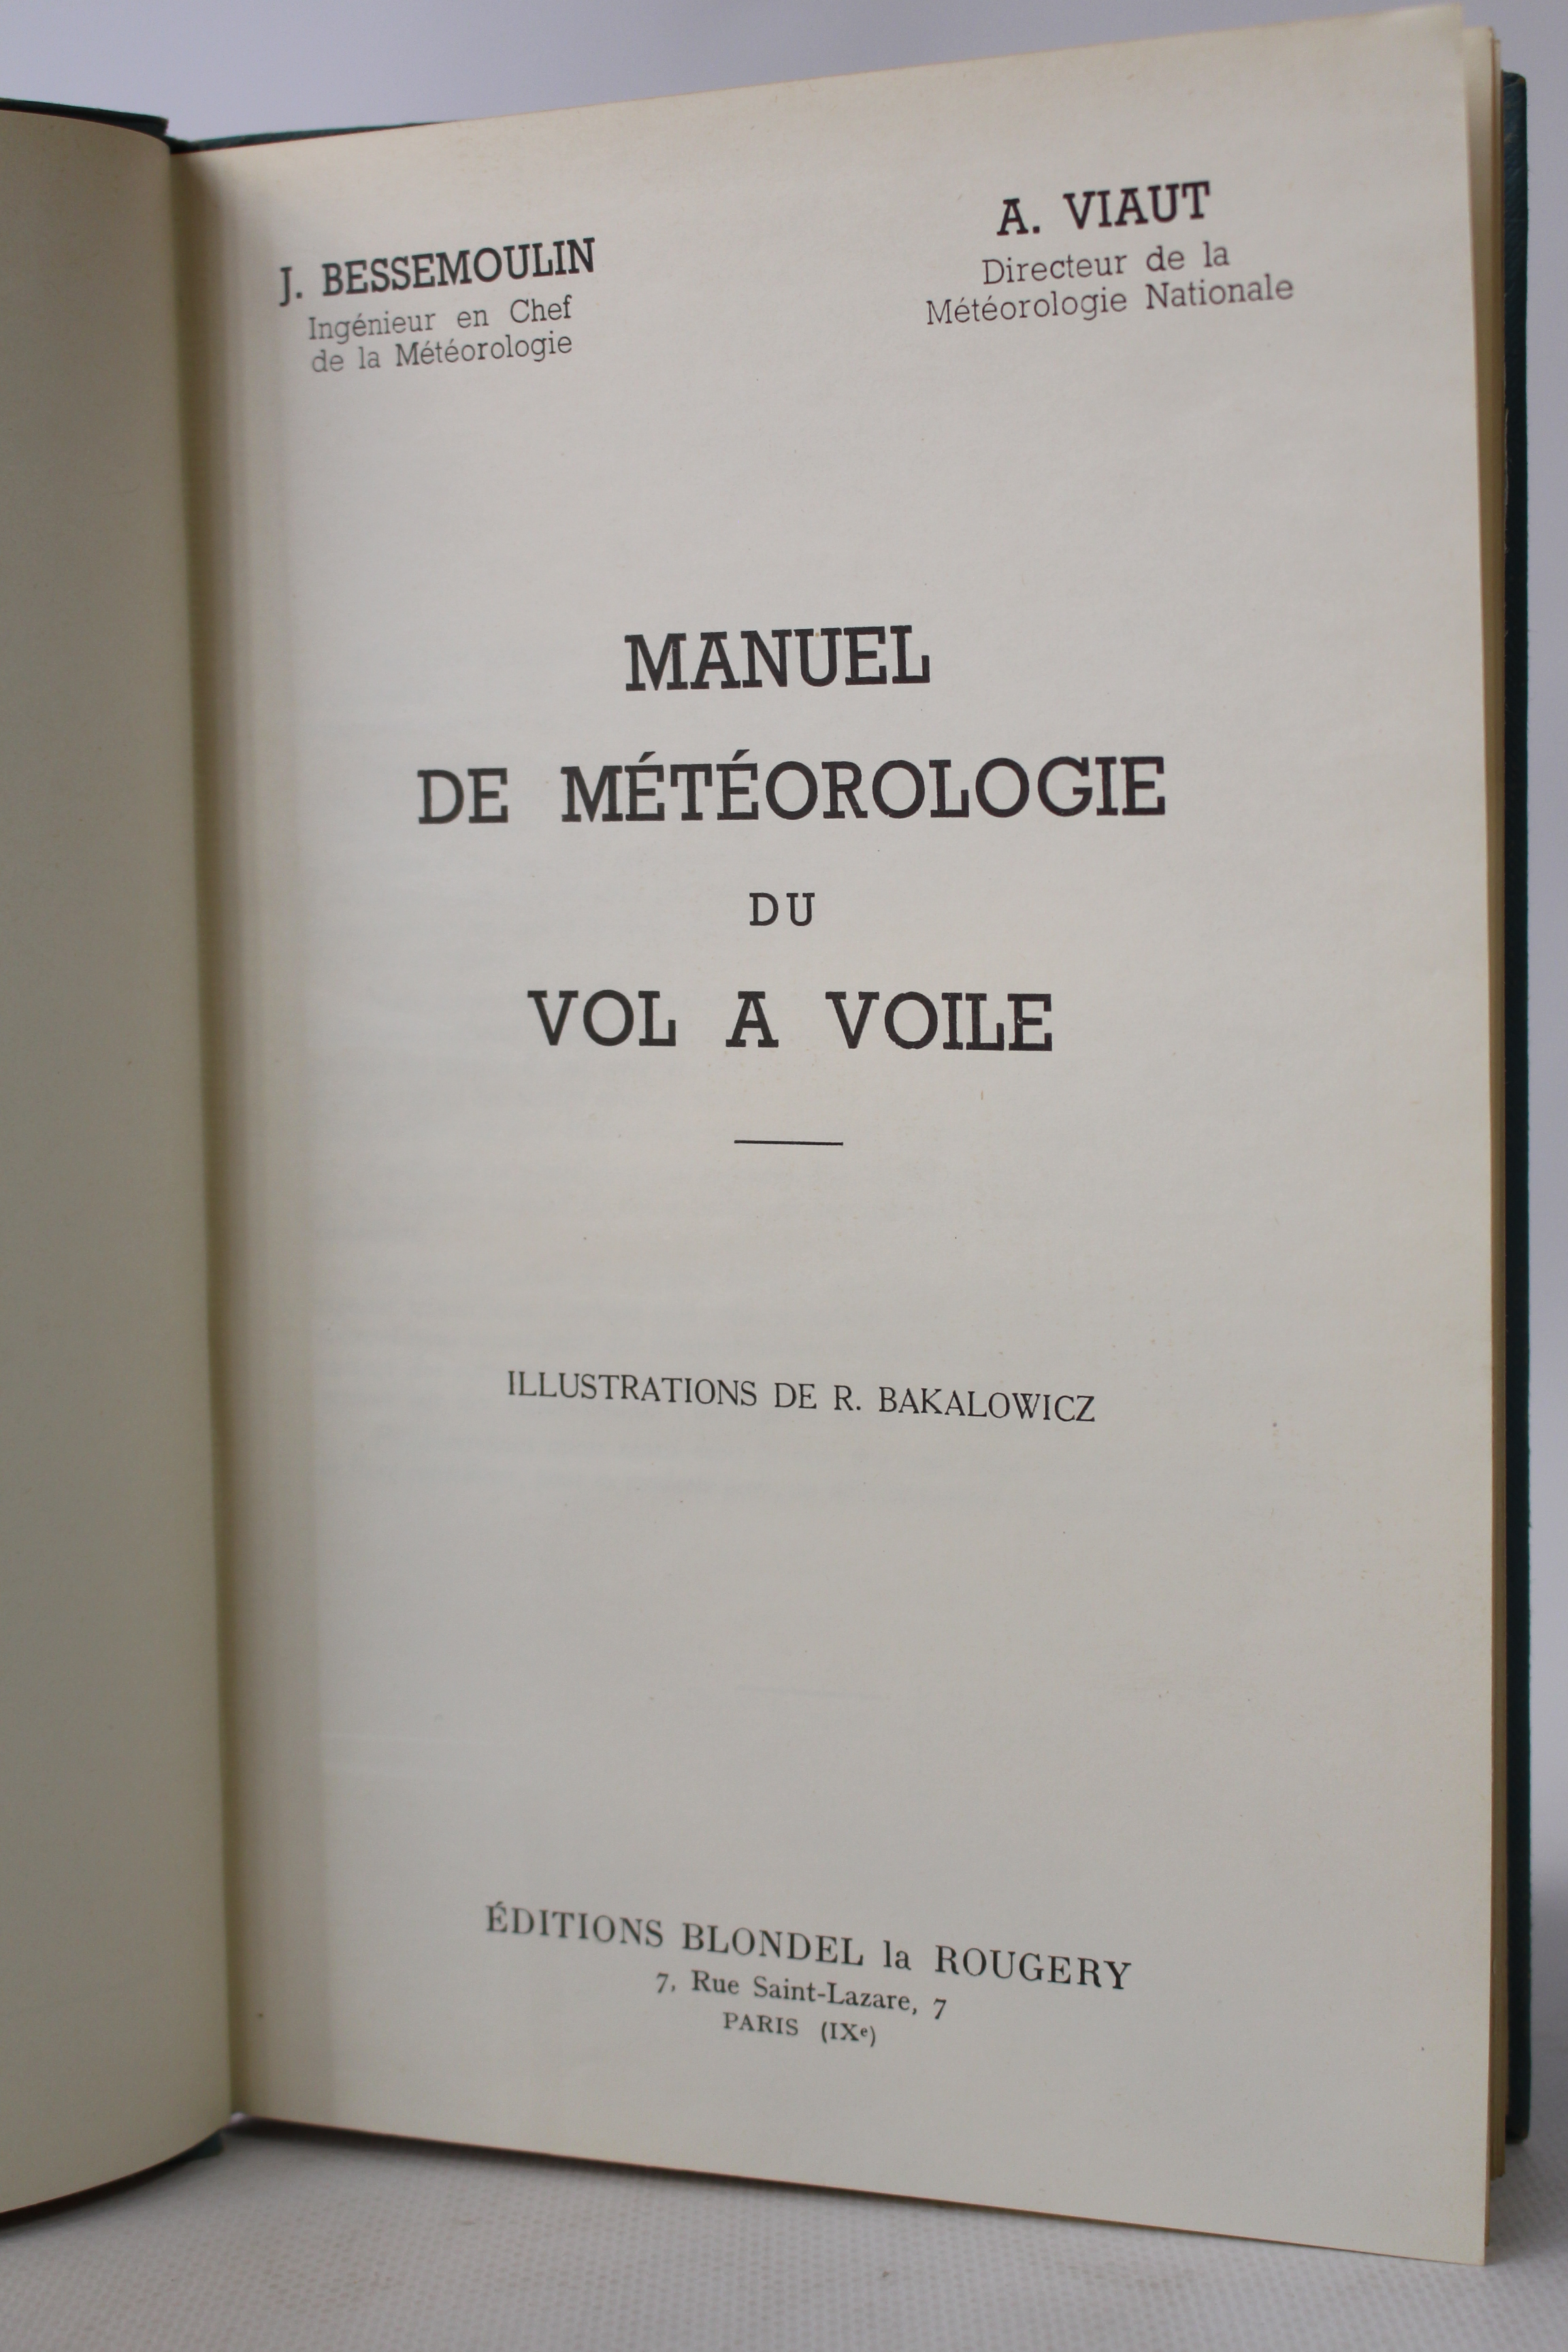 J. BESSEMOULIN
Ingénieur en Chef
de la Météorologie
A. VIAUT
Directeur de la
Météorologie Nationale
MANUEL
DE MÉTÉOROLOGIE
DU
VOL A VOILE
ILLUSTRATIONS DE R. BAKALOWICZ
ÉDITIONS BLONDEL la ROUGERY
7, Rue Saint-Lazare, 7
PARIS (IXᵉ)